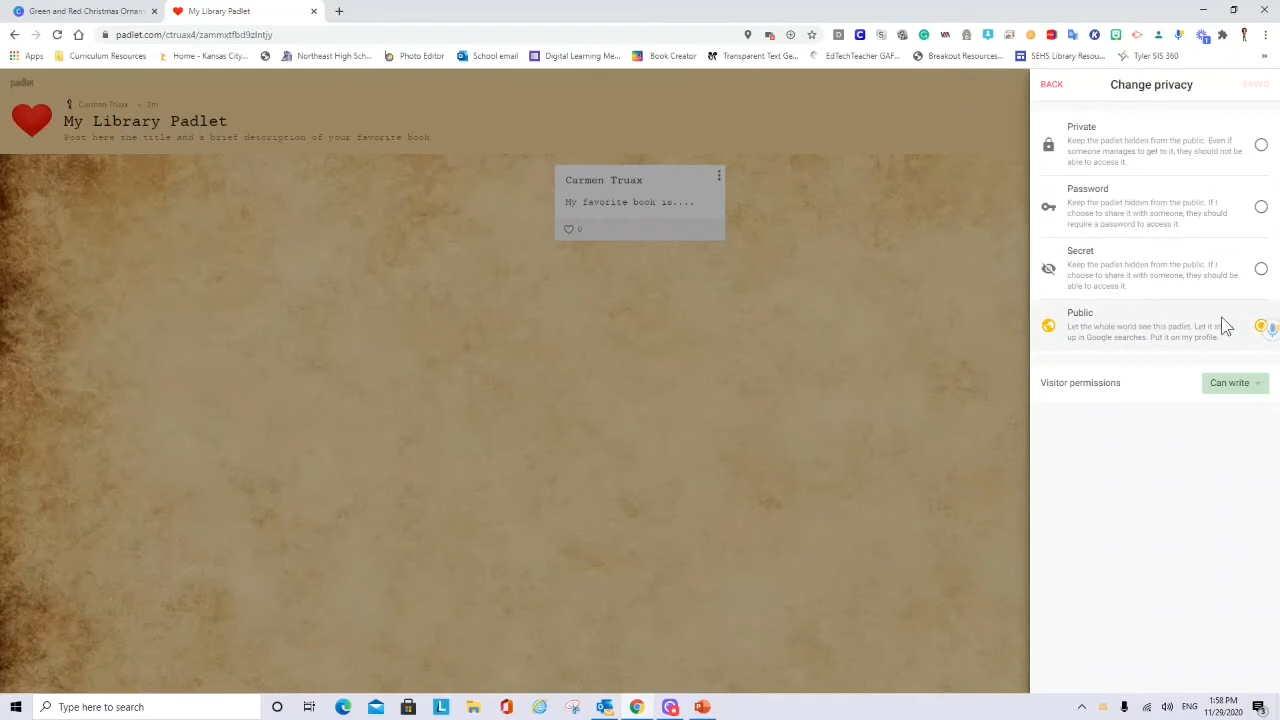 Green and Red Christmas Ornam
My Library Padlet
padlet.com/ctruax4/zammxtfbd9zlntjy
Apps
Curriculum Resources
Home - Kansas City...
Northeast High Sch...
Photo Editor
School email
Digital Learning Me...
Book Creator
Transparent Text Ge...
EdTechTeacher GAF...
Breakout Resources...
SEHS Library Resou...
Tyler SIS 360
padlet
Carmen Truax • 2m
My Library Padlet
Post here the title and a brief description of your favorite book
Carmen Truax
My favorite book is....
0
BACK
Change privacy
SAVED
Private
Keep the padlet hidden from the public. Even if
someone manages to get to it, they should not be
able to access it.
Password
Keep the padlet hidden from the public. If I
choose to share it with someone, they should
require a password to access it.
Secret
Keep the padlet hidden from the public. If I
choose to share it with someone, they should be
able to access it.
Public
Let the whole world see this padlet. Let it
up in Google searches. Put it on my profile.
Visitor permissions
Can write
Type here to search
ENG
1:58 PM
11/29/2020